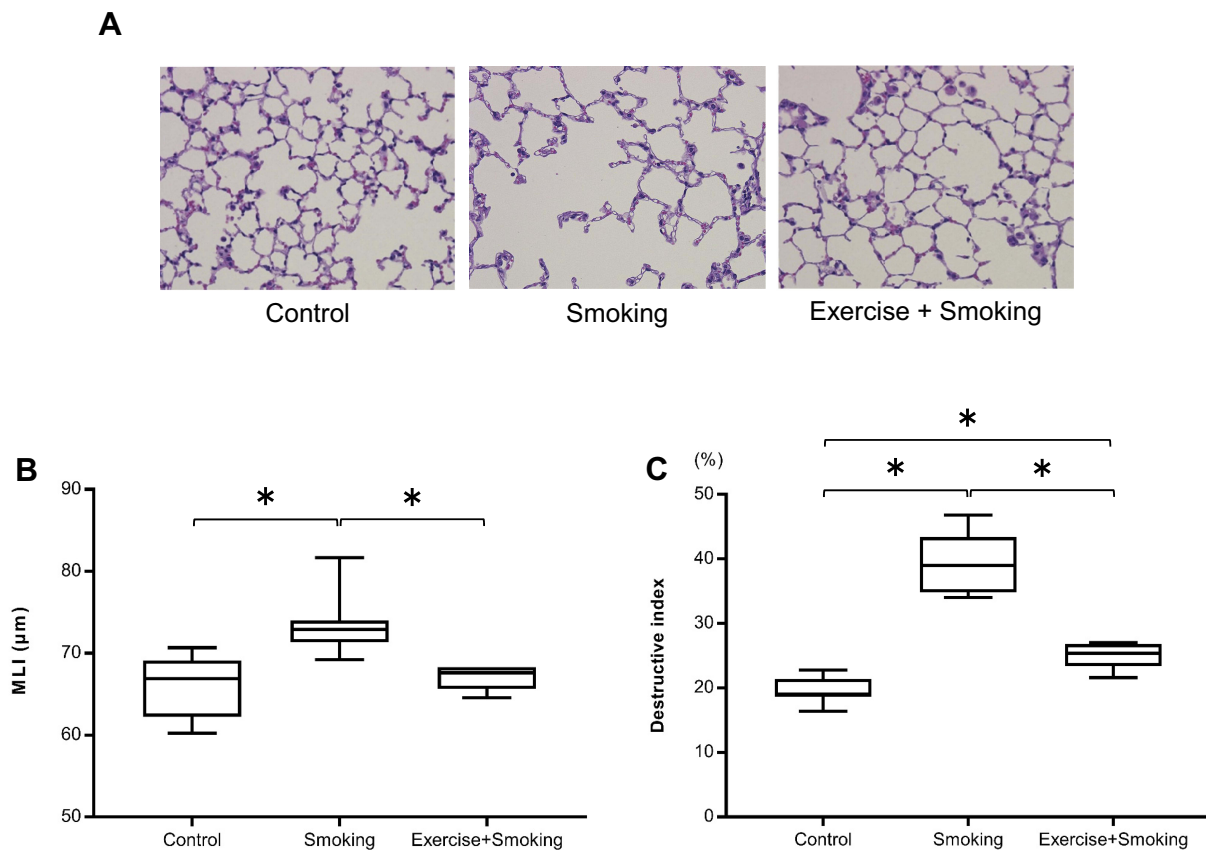 A
Control Smoking Exercise + Smoking
B
90
80
70
60
50
MLI (μm)
* *
Control Smoking Exercise+Smoking
C
(%)
50
40
30
20
10
0
Destructive index
*
* *
Control Smoking Exercise+Smoking